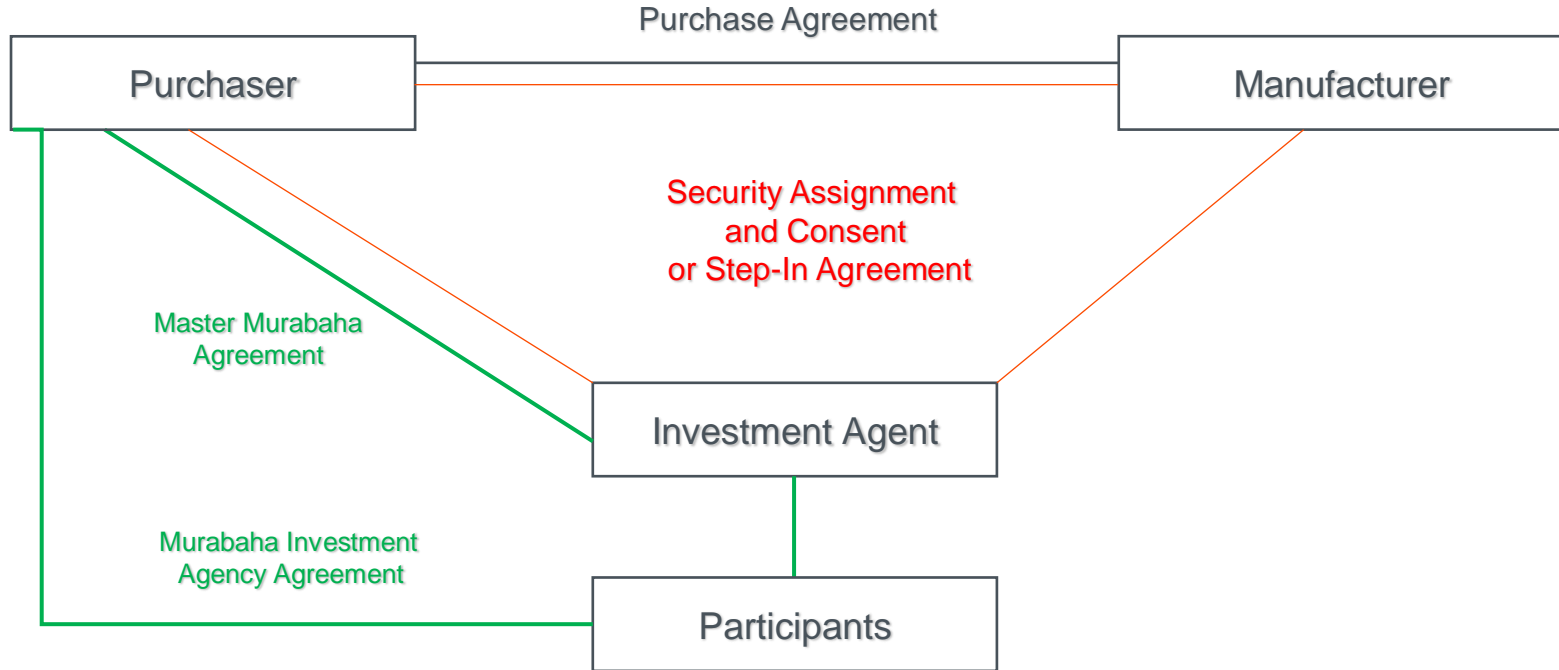 Purchase Agreement
Purchaser
Manufacturer
Security Assignment
and Consent
or Step-In Agreement
Master Murabaha
Agreement
Investment Agent
Murabaha Investment
Agency Agreement
Participants